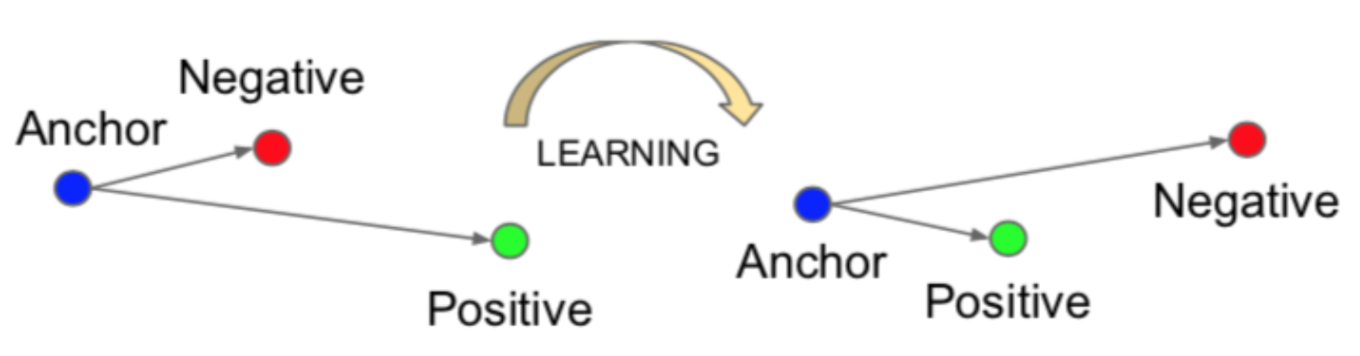 Negative
Anchor
Positive
LEARNING
Negative
Anchor
Positive